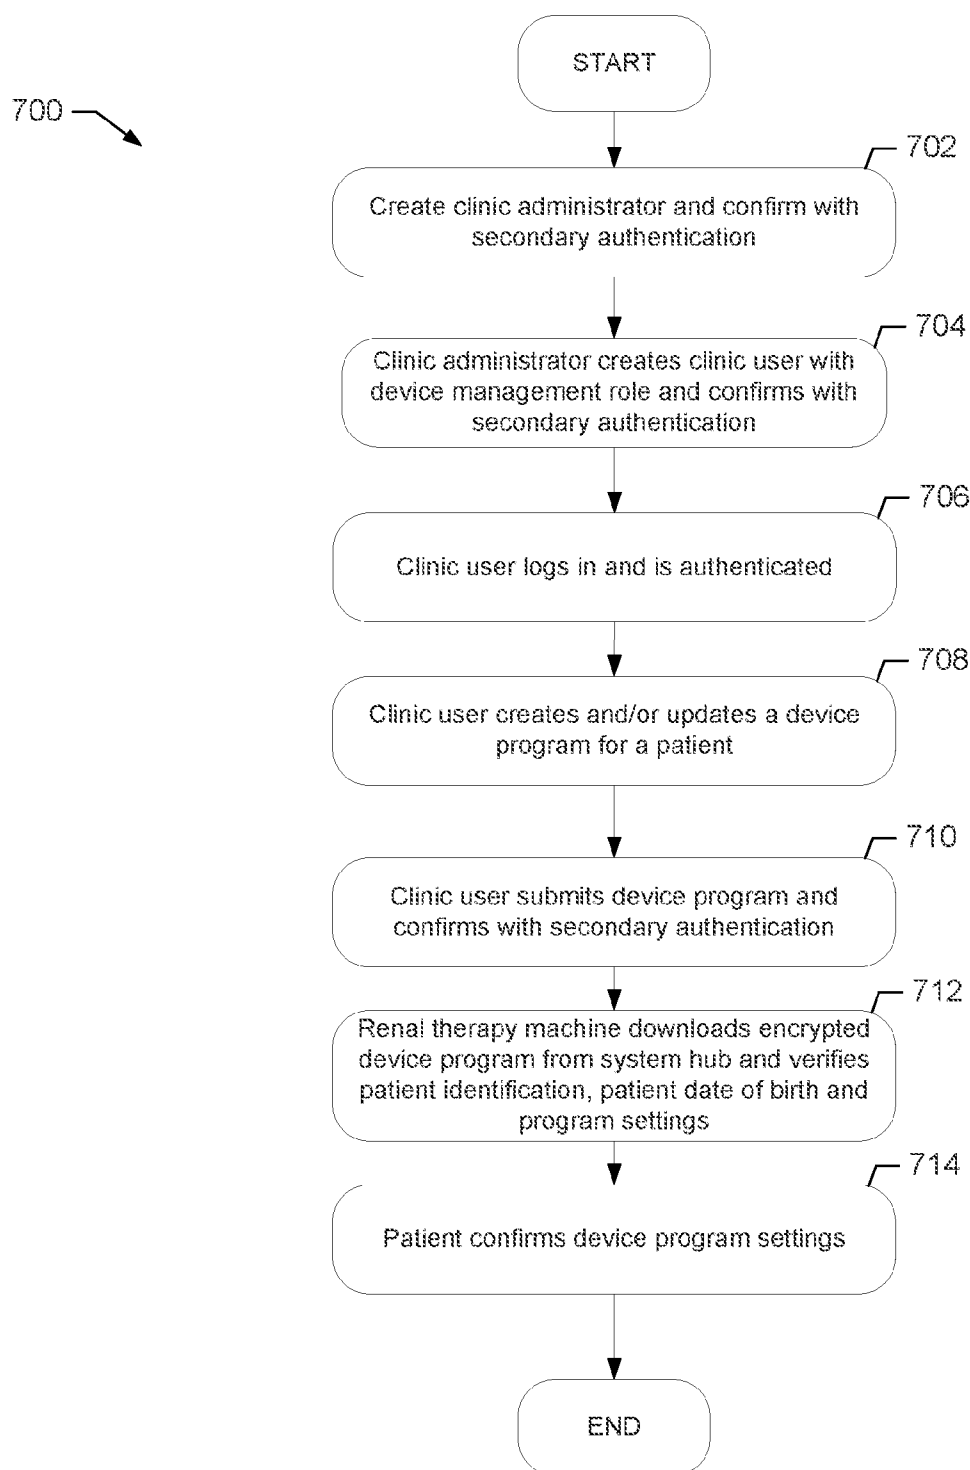 START
700
702
Create clinic administrator and confirm with
secondary authentication
704
Clinic administrator creates clinic user with
device management role and confirms with
secondary authentication
706
Clinic user logs in and is authenticated
708
Clinic user creates and/or updates a device
program for a patient
710
Clinic user submits device program and
confirms with secondary authentication
712
Renal therapy machine downloads encrypted
device program from system hub and verifies
patient identification, patient date of birth and
program settings
714
Patient confirms device program settings
END